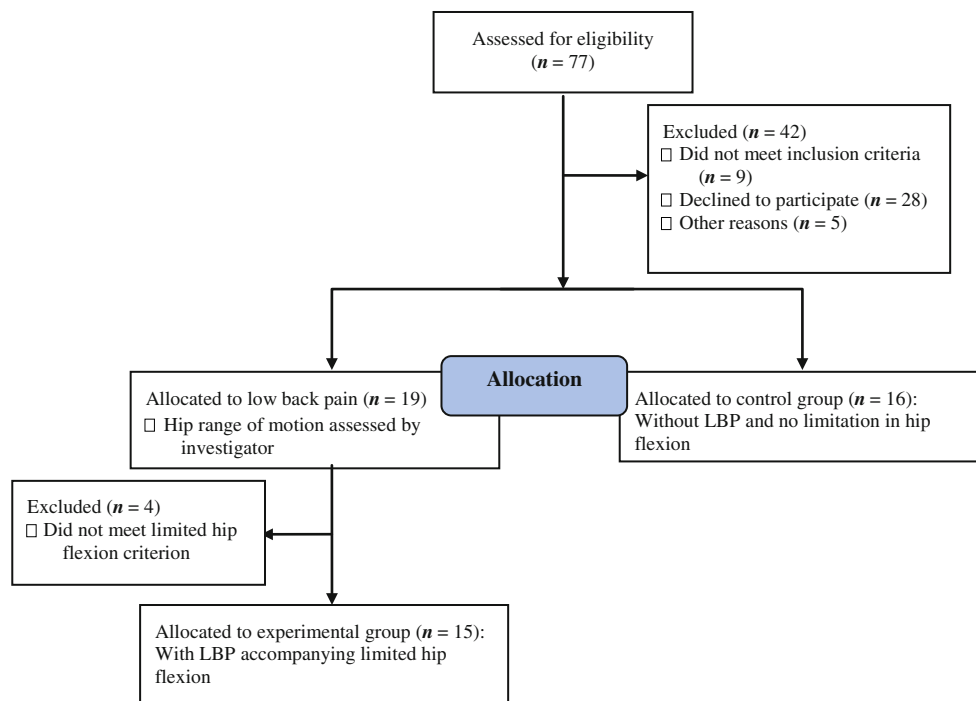 Assessed for eligibility
(n = 77)
Excluded (n = 42)
□ Did not meet inclusion criteria
(n = 9)
□ Declined to participate (n = 28)
□ Other reasons (n = 5)
Allocation
Allocated to low back pain (n = 19)
□ Hip range of motion assessed by
investigator
Allocated to control group (n = 16):
Without LBP and no limitation in hip
flexion
Excluded (n = 4)
□ Did not meet limited hip
flexion criterion
Allocated to experimental group (n = 15):
With LBP accompanying limited hip
flexion